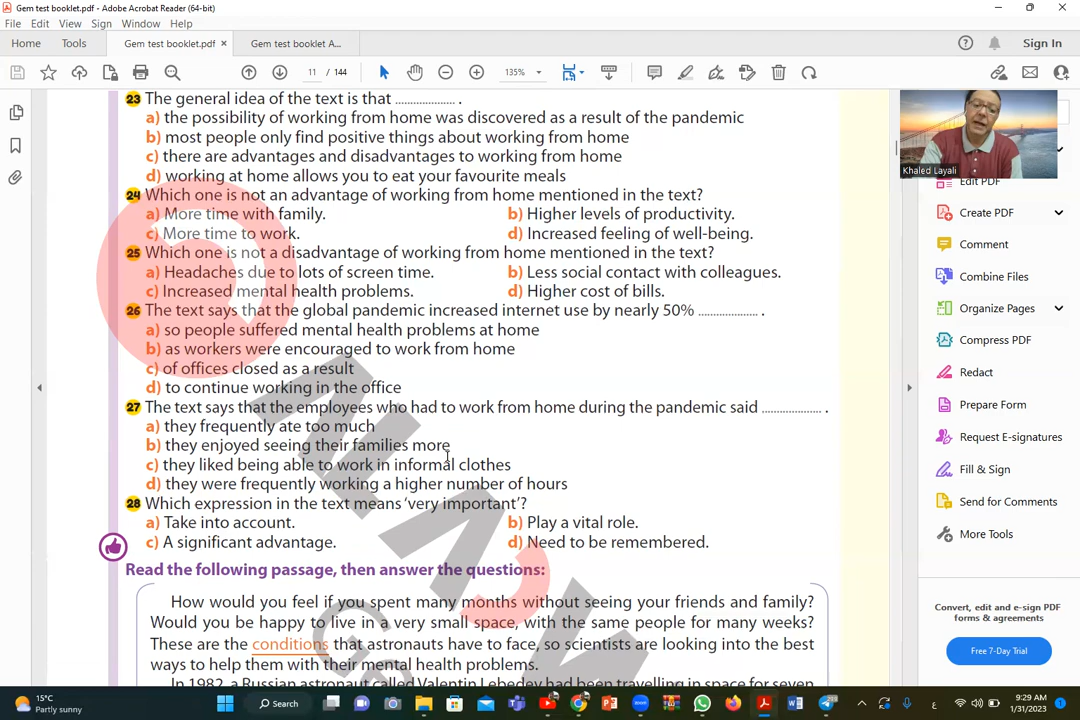 Gem test booklet.pdf - Adobe Acrobat Reader (64-bit)
File Edit View Sign Window Help
Home Tools Gem test booklet.pdf × Gem test booklet A... Sign In
11 / 144 135%
23 The general idea of the text is that .................... .
a) the possibility of working from home was discovered as a result of the pandemic
b) most people only find positive things about working from home
c) there are advantages and disadvantages to working from home
d) working at home allows you to eat your favourite meals
24 Which one is not an advantage of working from home mentioned in the text?
a) More time with family. b) Higher levels of productivity.
c) More time to work. d) Increased feeling of well-being.
25 Which one is not a disadvantage of working from home mentioned in the text?
a) Headaches due to lots of screen time. b) Less social contact with colleagues.
c) Increased mental health problems. d) Higher cost of bills.
26 The text says that the global pandemic increased internet use by nearly 50% .................... .
a) so people suffered mental health problems at home
b) as workers were encouraged to work from home
c) of offices closed as a result
d) to continue working in the office
27 The text says that the employees who had to work from home during the pandemic said .................... .
a) they frequently ate too much
b) they enjoyed seeing their families more
c) they liked being able to work in informal clothes
d) they were frequently working a higher number of hours
28 Which expression in the text means ‘very important’?
a) Take into account. b) Play a vital role.
c) A significant advantage. d) Need to be remembered.
Read the following passage, then answer the questions:
How would you feel if you spent many months without seeing your friends and family?
Would you be happy to live in a very small space, with the same people for many weeks?
These are the conditions that astronauts have to face, so scientists are looking into the best
ways to help them with their mental health problems.
In 1982, a Russian astronaut called Valentin Lebedev had been travelling in space for seven
Khaled Layali
Edit PDF
Create PDF
Comment
Combine Files
Organize Pages
Compress PDF
Redact
Prepare Form
Request E-signatures
Fill & Sign
Send for Comments
More Tools
Convert, edit and e-sign PDF
forms & agreements
Free 7-Day Trial
15°C
Partly sunny
Search
9:29 AM
1/31/2023